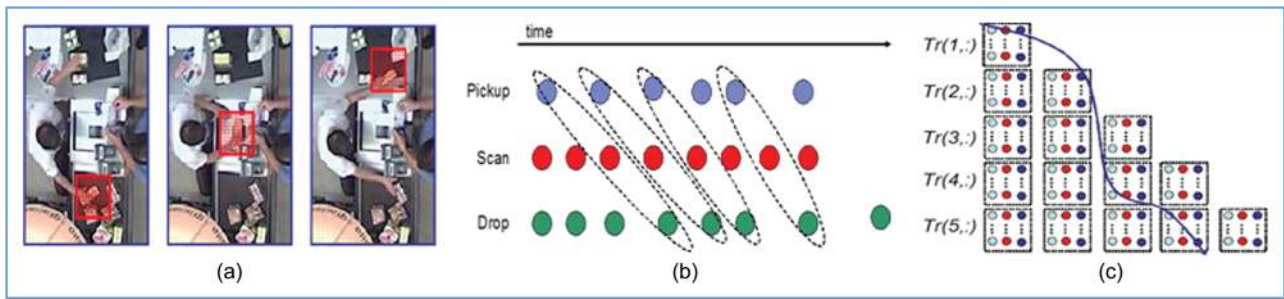 time
Pickup
Scan
Drop
Tr(1,:)
Tr(2,:)
Tr(3,:)
Tr(4,:)
Tr(5,:)
(a)
(b)
(c)